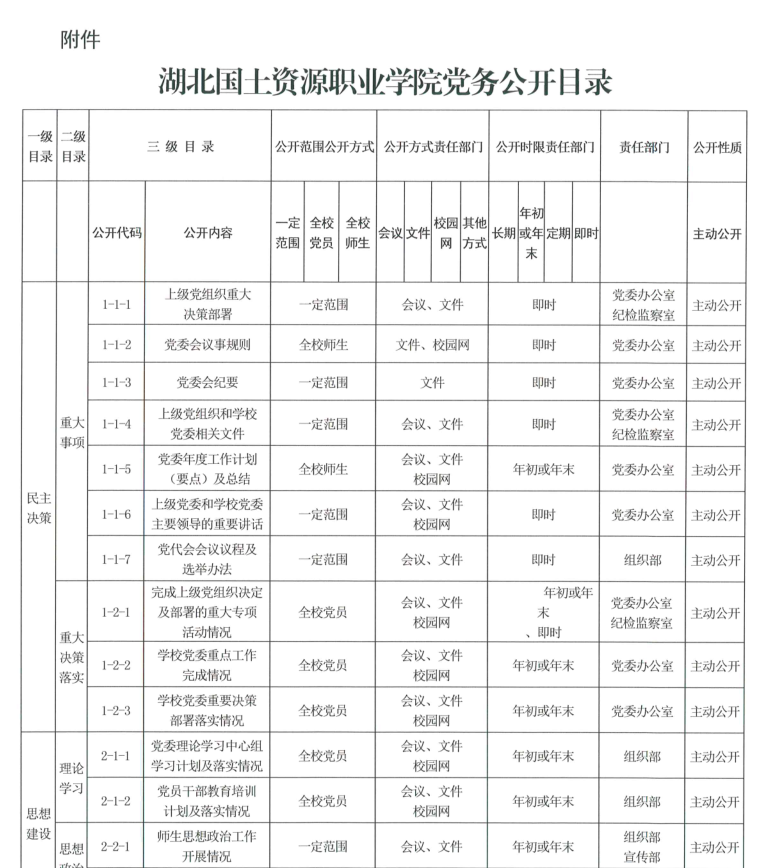 附件
湖北国土资源职业学院党务公开目录
一级目录 二级目录 三 级 目 录 公开范围公开方式 公开方式责任部门 公开时限责任部门 责任部门 公开性质
公开代码 公开内容 一定范围 全校党员 全校师生 会议 文件 校园网 其他方式 长期 年初或年末 定期 即时 主动公开
民主决策
重大事项
1-1-1 上级党组织重大决策部署 一定范围 会议、文件 即时 党委办公室纪检监察室 主动公开
1-1-2 党委会议事规则 全校师生 文件、校园网 即时 党委办公室 主动公开
1-1-3 党委会纪要 一定范围 文件 即时 党委办公室 主动公开
1-1-4 上级党组织和学校党委相关文件 一定范围 会议、文件 即时 党委办公室纪检监察室 主动公开
1-1-5 党委年度工作计划（要点）及总结 全校师生 会议、文件校园网 年初或年末 党委办公室 主动公开
1-1-6 上级党委和学校党委主要领导的重要讲话 一定范围 会议、文件校园网 即时 党委办公室 主动公开
1-1-7 党代会会议议程及选举办法 一定范围 会议、文件 即时 组织部 主动公开
重大决策落实
1-2-1 完成上级党组织决定及部署的重大专项活动情况 全校党员 会议、文件校园网 年初或年末、即时 党委办公室纪检监察室 主动公开
1-2-2 学校党委重点工作完成情况 全校党员 会议、文件校园网 年初或年末 党委办公室 主动公开
1-2-3 学校党委重要决策部署落实情况 全校党员 会议、文件校园网 年初或年末 党委办公室 主动公开
思想建设
理论学习
2-1-1 党委理论学习中心组学习计划及落实情况 全校党员 会议、文件校园网 年初或年末 组织部 主动公开
2-1-2 党员干部教育培训计划及落实情况 全校党员 会议、文件校园网 年初或年末 组织部 主动公开
思想政治
2-2-1 师生思想政治工作开展情况 一定范围 会议、文件 年初或年末 组织部宣传部 主动公开